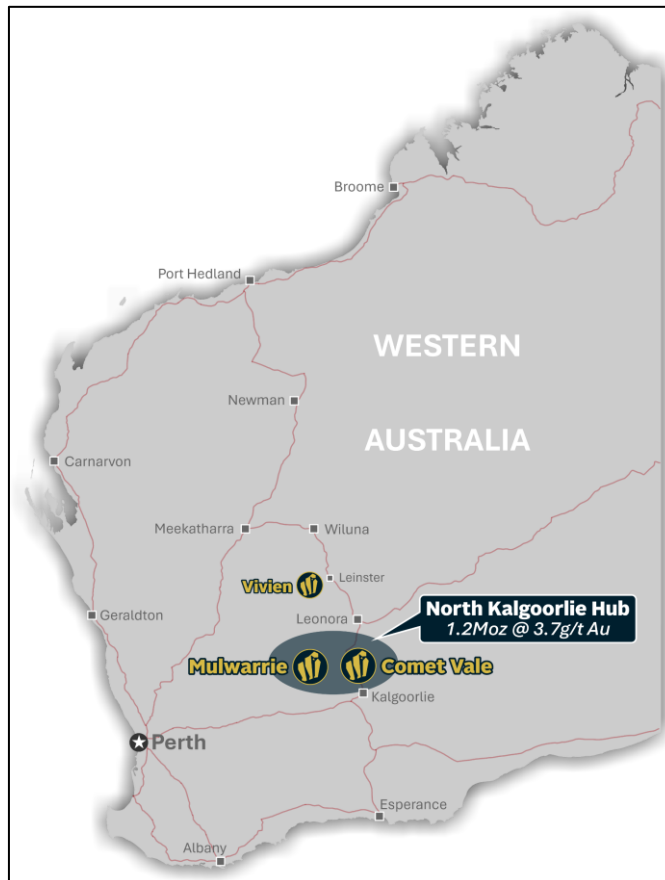 Broome
Port Hedland
WESTERN
Newman
AUSTRALIA
Carnarvon
Meekatharra
Wiluna
Vivien
Leinster
North Kalgoorlie Hub
1.2Moz @ 3.7g/t Au
Geraldton
Leonora
Mulwarrie
Comet Vale
Kalgoorlie
Perth
Esperance
Albany